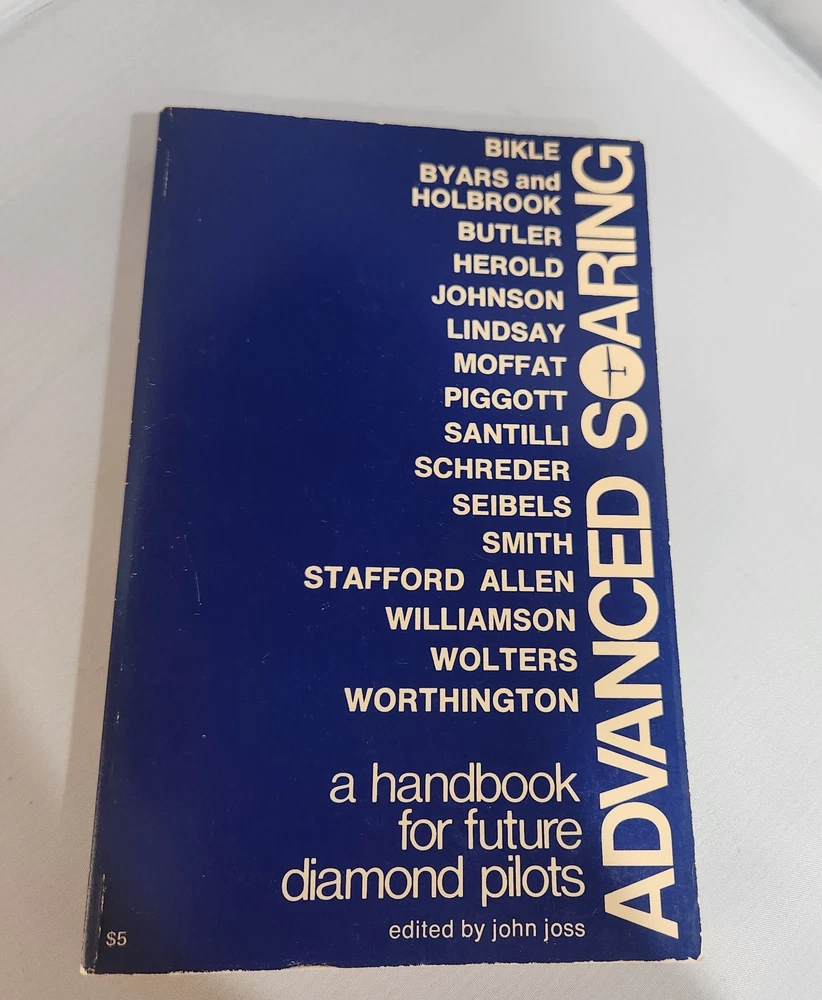 BIKLE
BYARS and
HOLBROOK
BUTLER
HEROLD
JOHNSON
LINDSAY
MOFFAT
PIGGOTT
SANTILLI
SCHREDER
SEIBELS
SMITH
STAFFORD ALLEN
WILLIAMSON
WOLTERS
WORTHINGTON
ADVANCED SOARING
a handbook
for future
diamond pilots
edited by john joss
$5